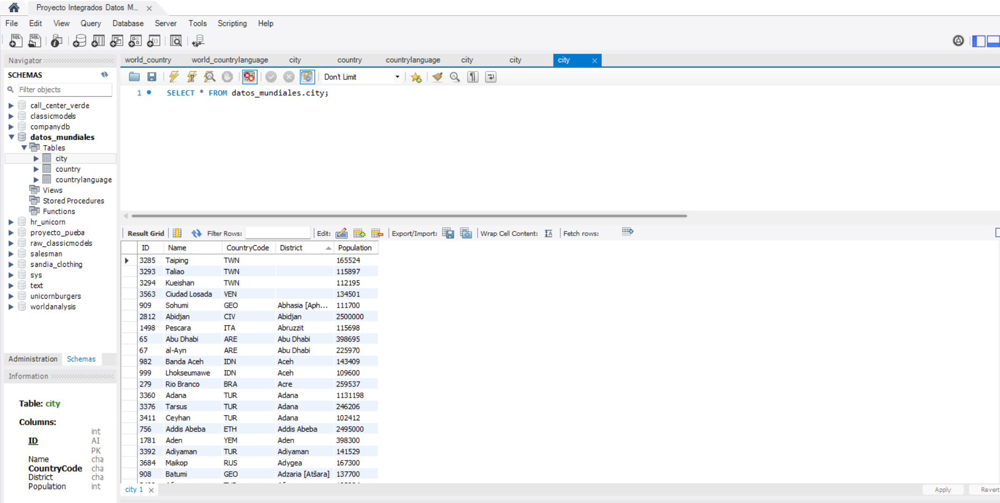 Proyecto Integrados Datos M...
File Edit View Query Database Server Tools Scripting Help
Navigator
SCHEMAS
Filter objects
call_center_verde
classicmodels
companydb
datos_mundiales
Tables
city
country
countrylanguage
Views
Stored Procedures
Functions
hr_unicorn
proyecto_pueba
raw_classicmodels
salesman
sandia_clothing
sys
text
unicornburgers
worldanalysis
Administration Schemas
Information
Table: city
Columns:
ID int AI PK
Name cha
CountryCode cha
District cha
Population int
world_country world_countrylanguage city country countrylanguage city city city
Don't Limit
1 SELECT * FROM datos_mundiales.city;
Result Grid Filter Rows: Edit: Export/Import: Wrap Cell Content: Fetch rows:
ID Name CountryCode District Population
3285 Taiping TWN 165524
3293 Taliao TWN 115897
3294 Kueishan TWN 112195
3563 Ciudad Losada VEN 134501
909 Sohumi GEO Abhasia [Aph... 111700
2812 Abidjan CIV Abidjan 2500000
1498 Pescara ITA Abruzzit 115698
65 Abu Dhabi ARE Abu Dhabi 398695
67 al-Ayn ARE Abu Dhabi 225970
982 Banda Aceh IDN Aceh 143409
999 Lhokseumawe IDN Aceh 109600
279 Rio Branco BRA Acre 259537
3360 Adana TUR Adana 1131198
3376 Tarsus TUR Adana 246206
3411 Ceyhan TUR Adana 102412
756 Addis Abeba ETH Addis Abeba 2495000
1781 Aden YEM Aden 398300
3392 Adiyaman TUR Adiyaman 141529
3684 Maikop RUS Adygea 167300
908 Batumi GEO Adzaria [Atšara] 137700
city 1
Apply Revert